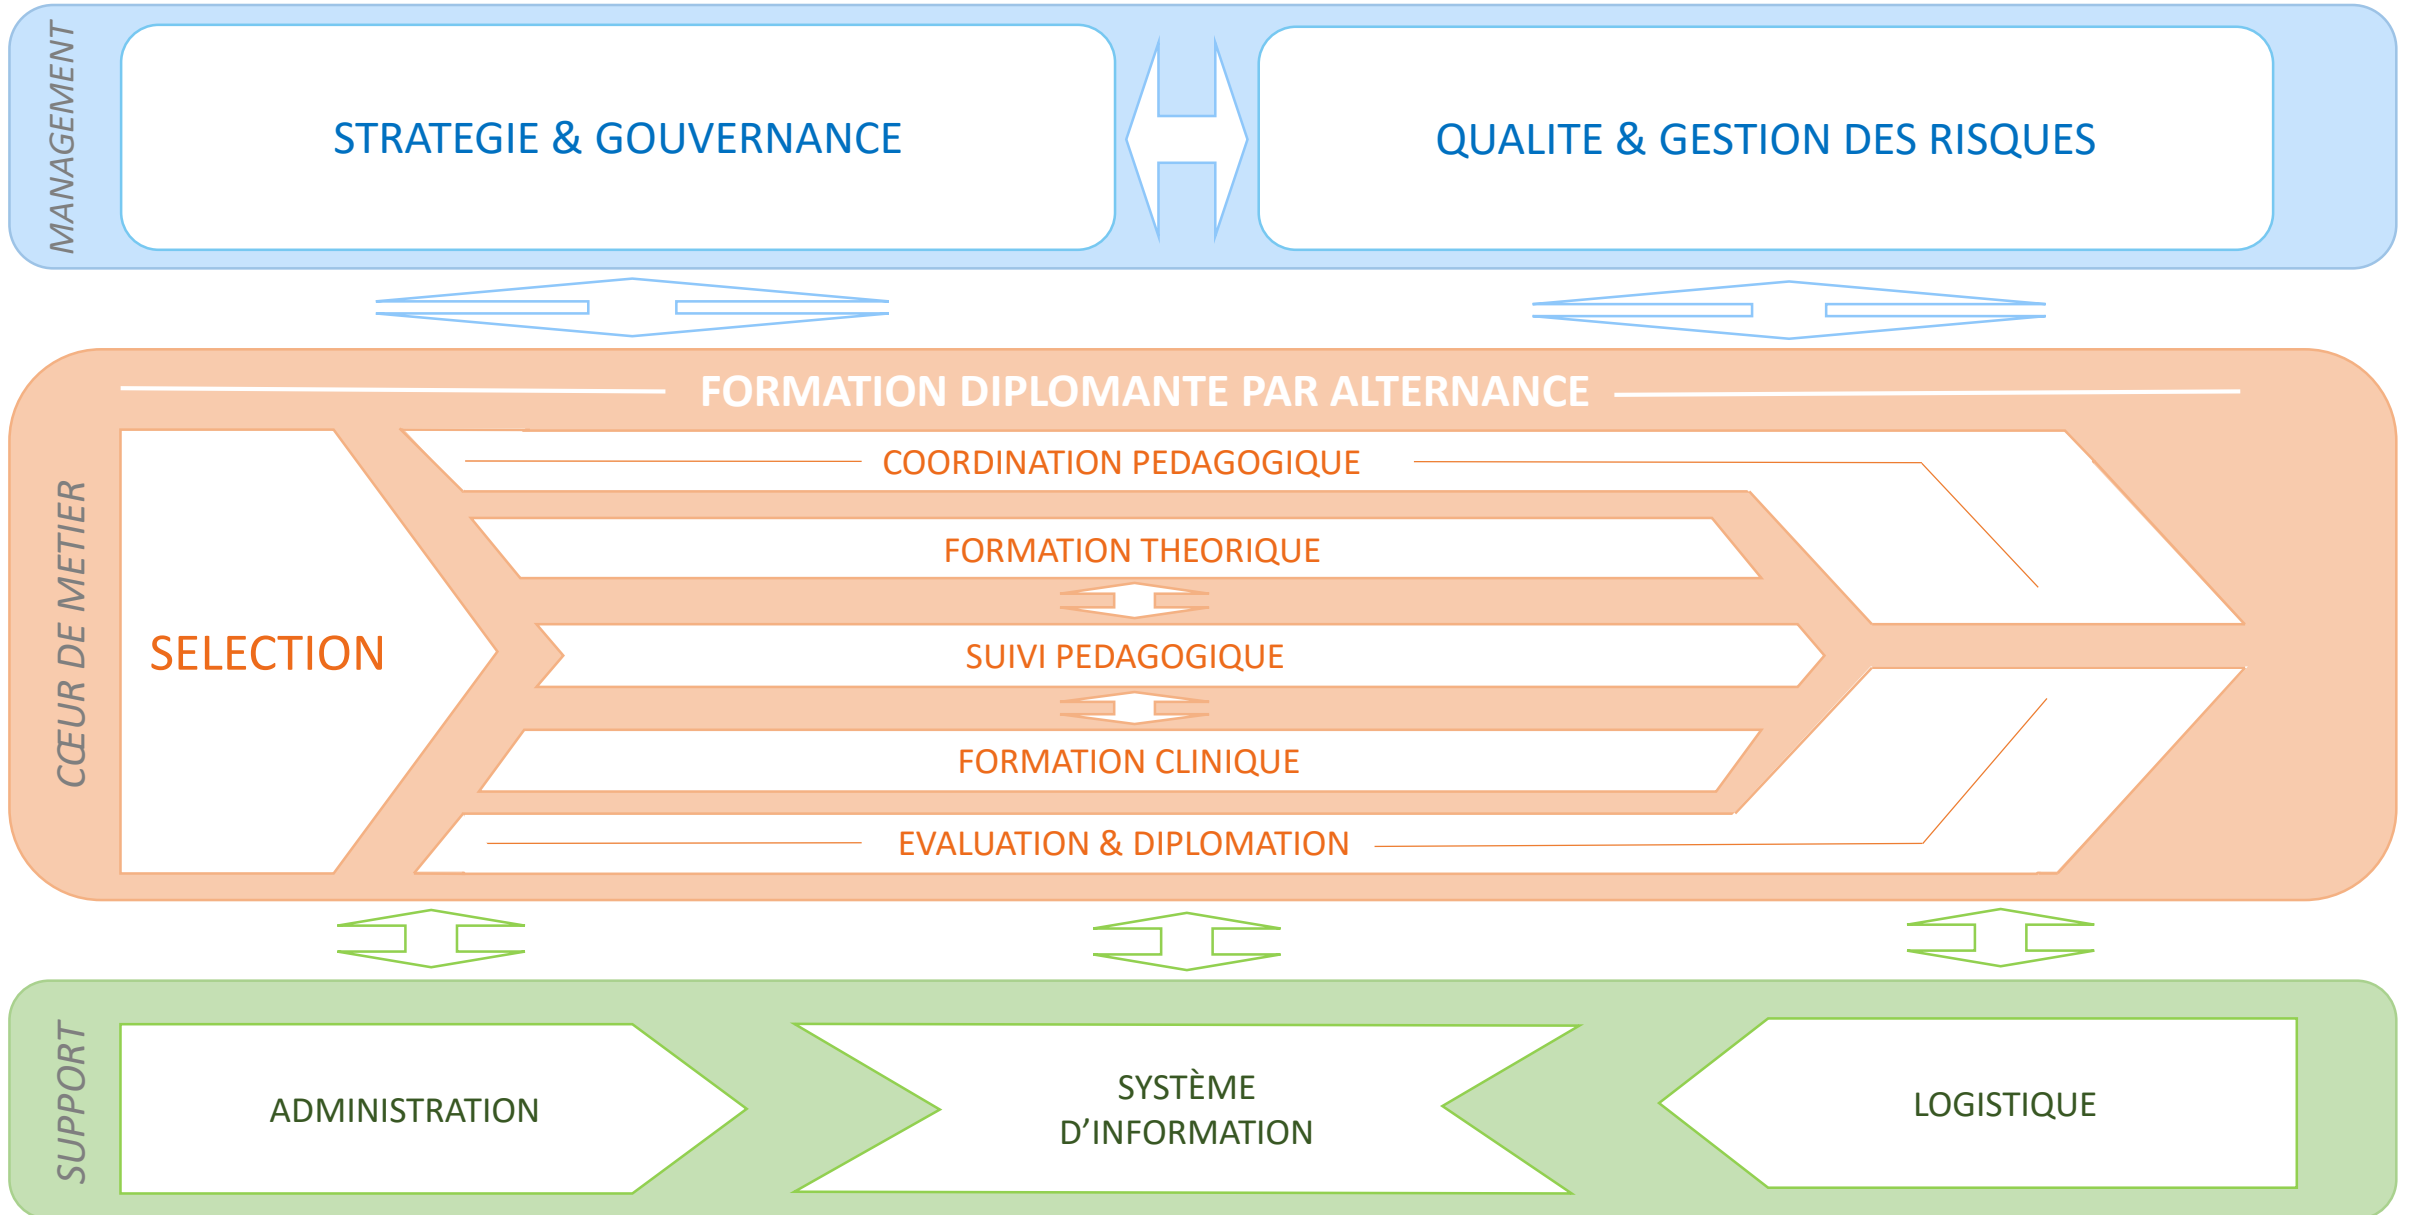 MANAGEMENT
STRATEGIE & GOUVERNANCE
QUALITE & GESTION DES RISQUES
CŒUR DE METIER
FORMATION DIPLOMANTE PAR ALTERNANCE
SELECTION
COORDINATION PEDAGOGIQUE
FORMATION THEORIQUE
SUIVI PEDAGOGIQUE
FORMATION CLINIQUE
EVALUATION & DIPLOMATION
SUPPORT
ADMINISTRATION
SYSTÈME
D’INFORMATION
LOGISTIQUE